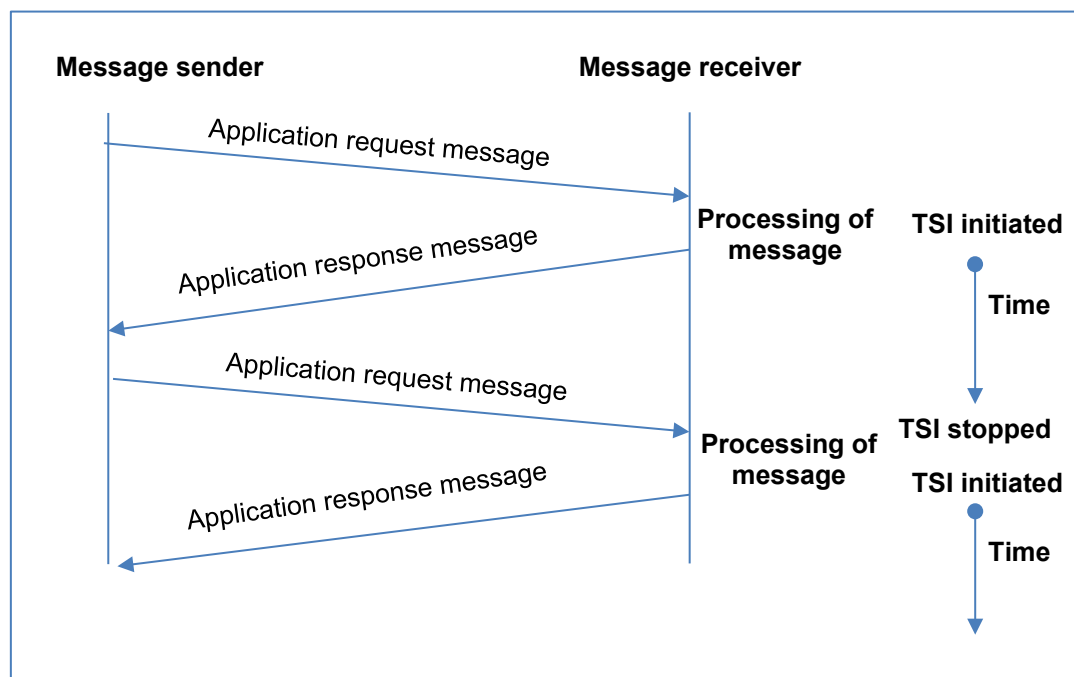 Message sender
Message receiver
Application request message
Processing of
message
TSI initiated
Application response message
Time
Application request message
TSI stopped
Processing of
message
TSI initiated
Application response message
Time